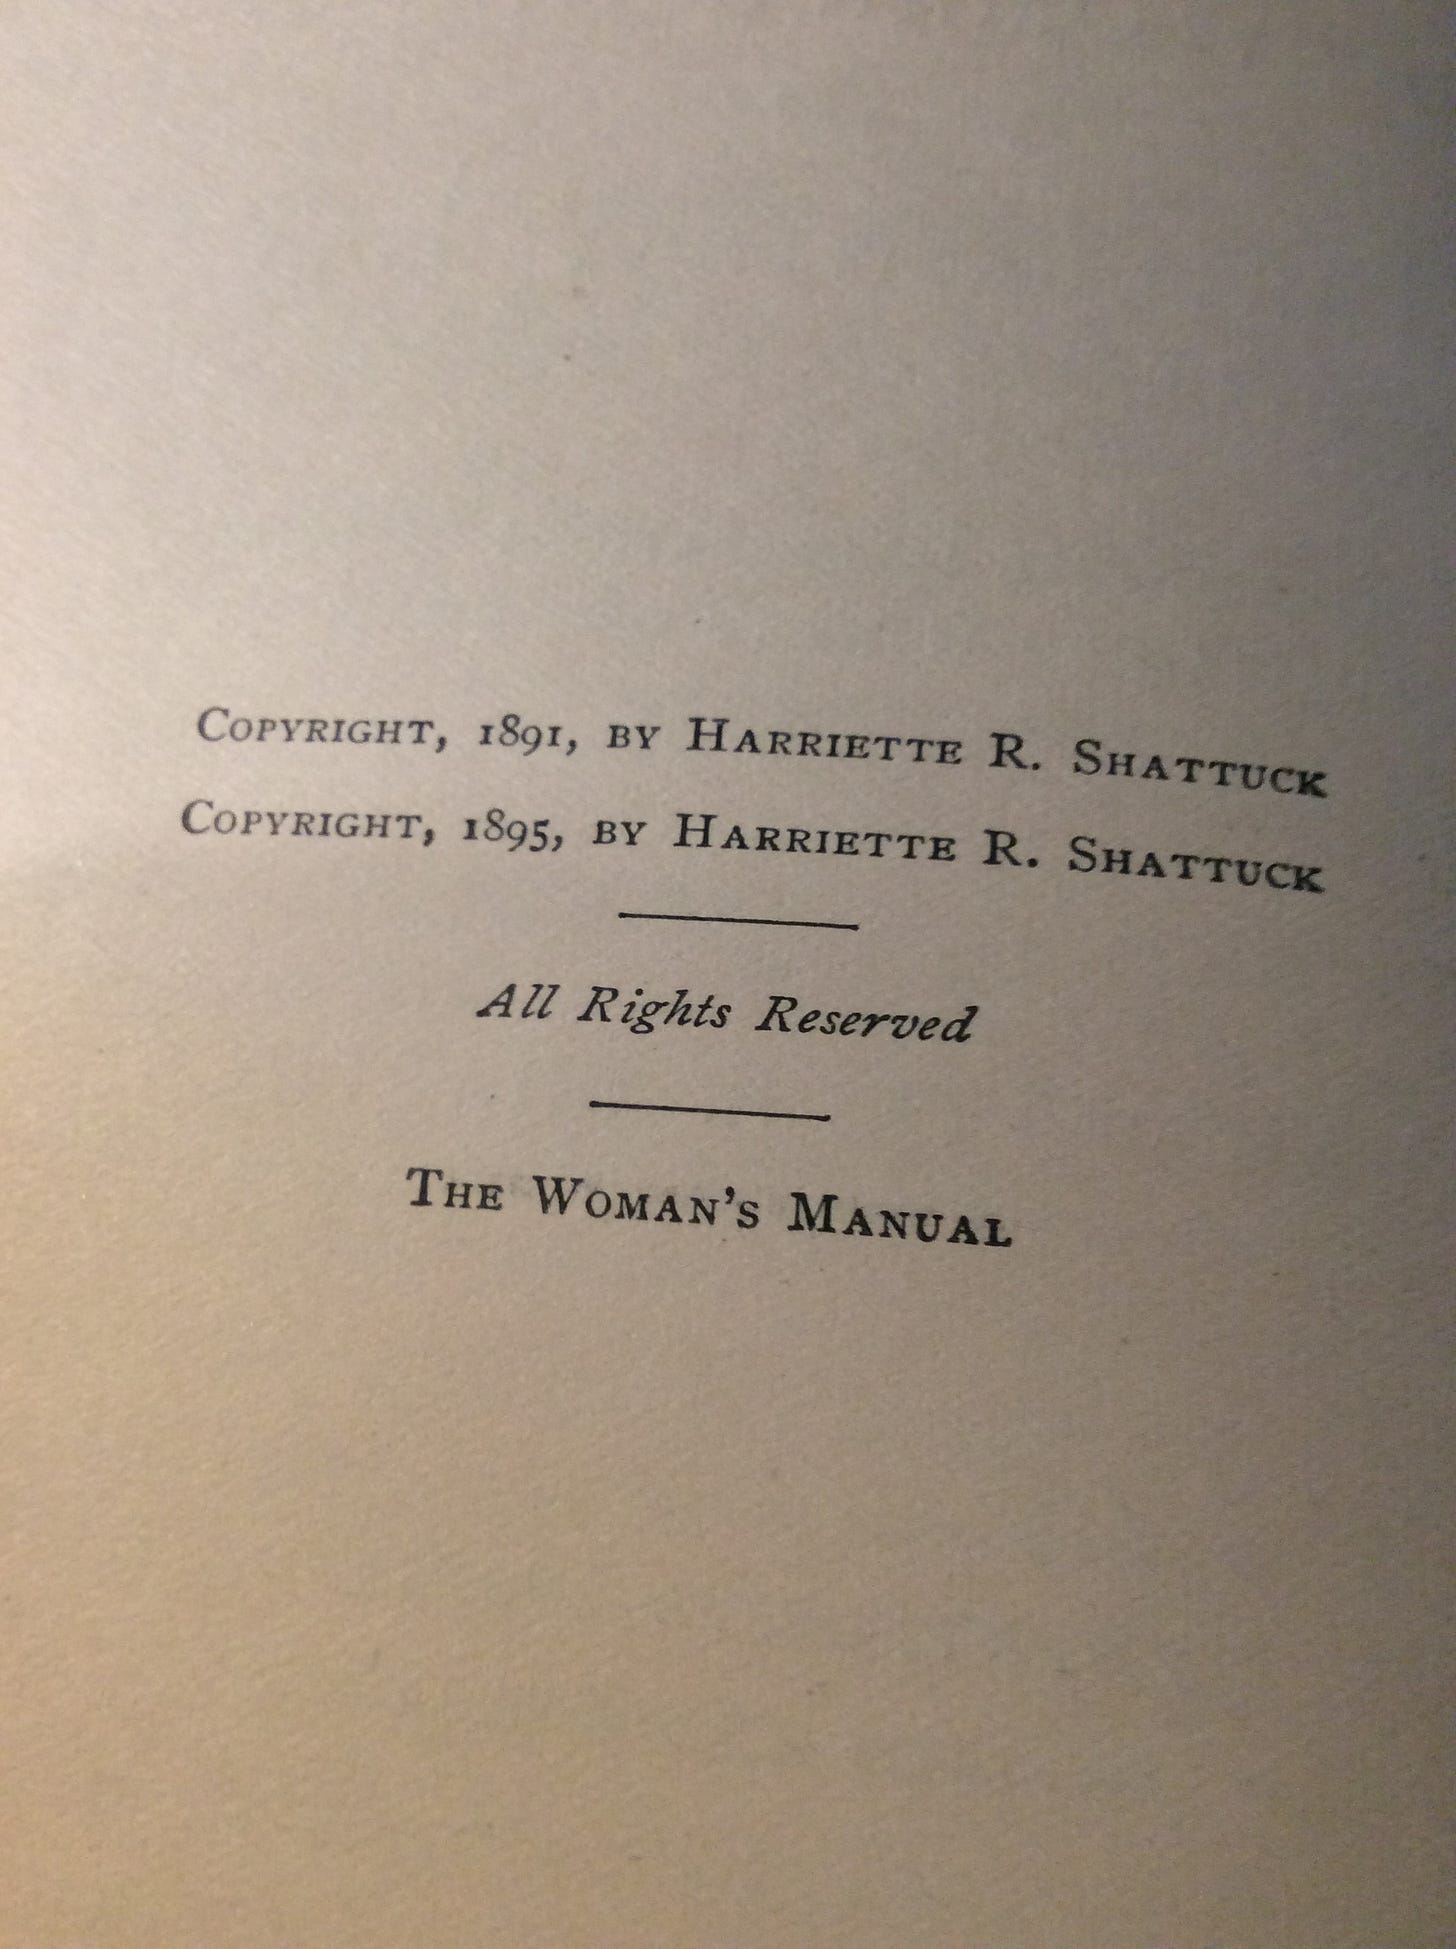 Copyright, 1891, by Harriette R. Shattuck
Copyright, 1895, by Harriette R. Shattuck
All Rights Reserved
The Woman's Manual